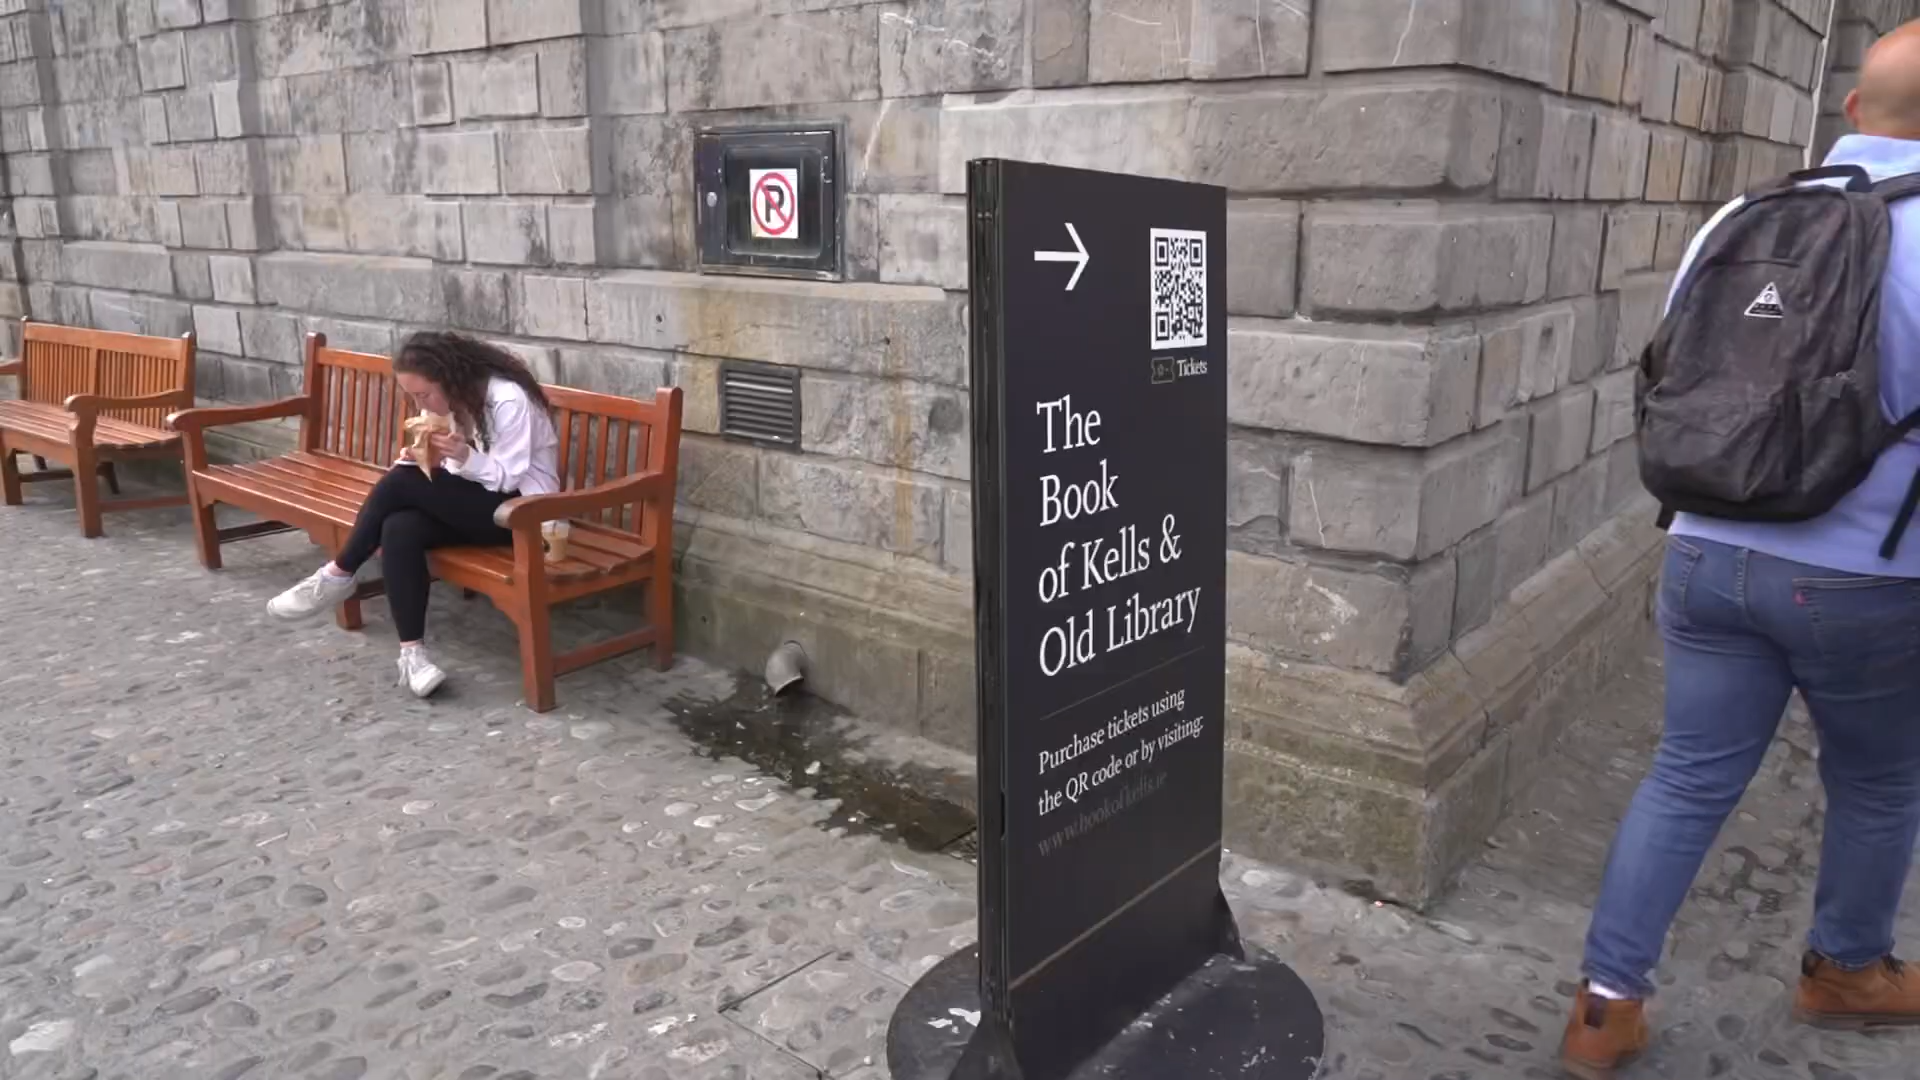 P
→
Tickets
The
Book
of Kells &
Old Library
Purchase tickets using
the QR code or by visiting:
www.bookofkells.ie